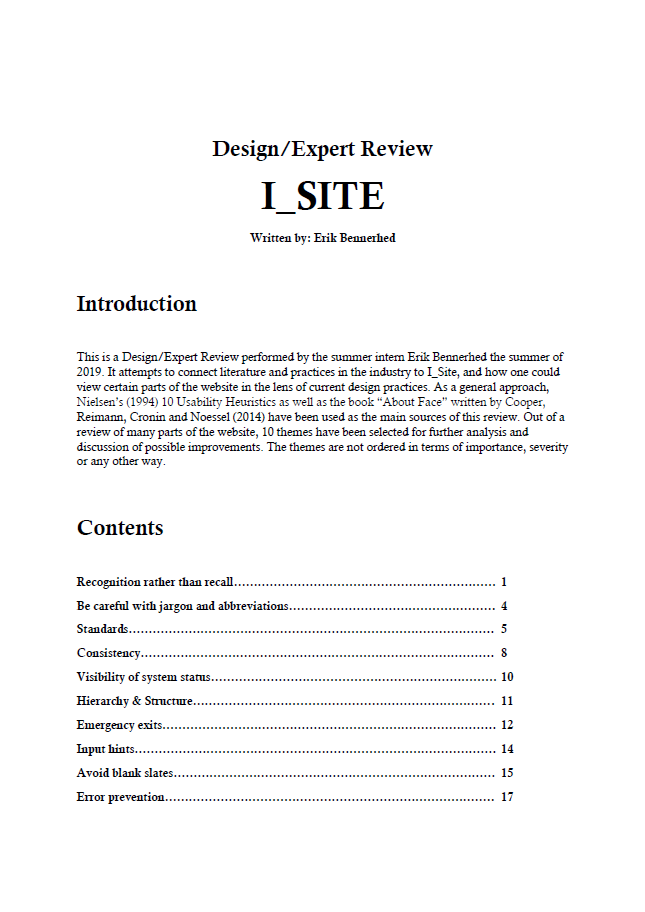 Design/Expert Review
I_SITE
Written by: Erik Bennerhed
Introduction
This is a Design/Expert Review performed by the summer intern Erik Bennerhed the summer of
2019. It attempts to connect literature and practices in the industry to I_Site, and how one could
view certain parts of the website in the lens of current design practices. As a general approach,
Nielsen's (1994) 10 Usability Heuristics as well as the book “About Face” written by Cooper,
Reimann, Cronin and Noessel (2014) have been used as the main sources of this review. Out of a
review of many parts of the website, 10 themes have been selected for further analysis and
discussion of possible improvements. The themes are not ordered in terms of importance, severity
or any other way.
Contents
Recognition rather than recall.................................................................. 1
Be careful with jargon and abbreviations.................................................... 4
Standards............................................................................................ 5
Consistency......................................................................................... 8
Visibility of system status........................................................................ 10
Hierarchy & Structure............................................................................ 11
Emergency exits.................................................................................... 12
Input hints........................................................................................... 14
Avoid blank slates................................................................................. 15
Error prevention................................................................................... 17